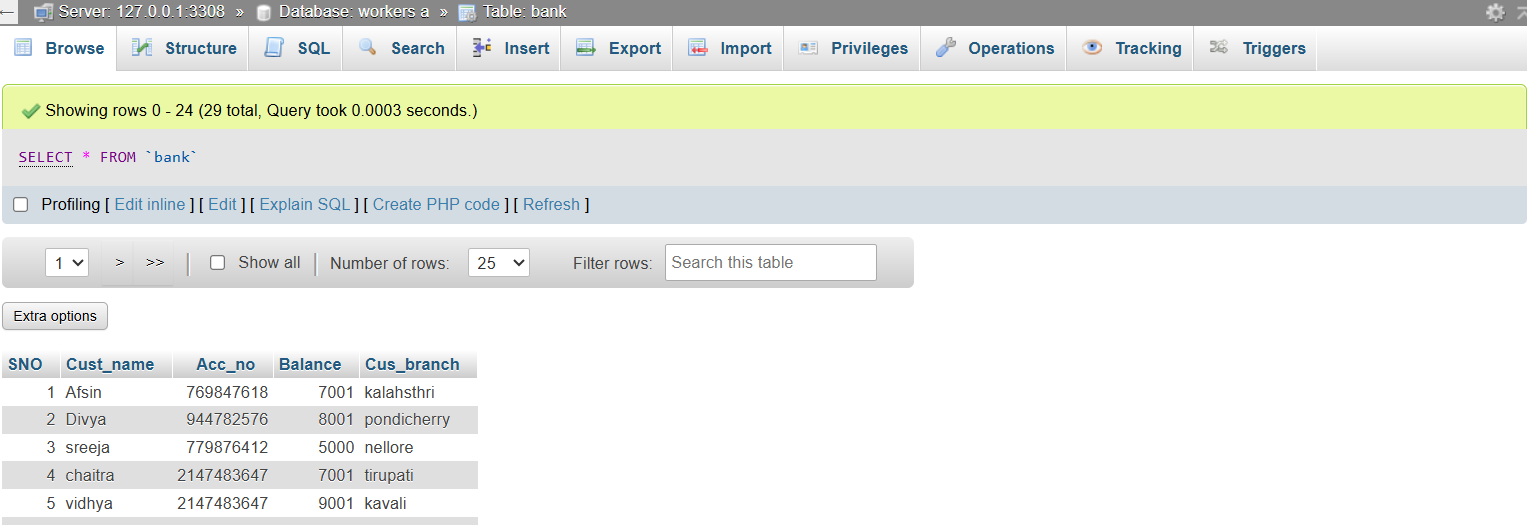 ← Server: 127.0.0.1:3308 » Database: workers a » Table: bank
Browse Structure SQL Search Insert Export Import Privileges Operations Tracking Triggers
Showing rows 0 - 24 (29 total, Query took 0.0003 seconds.)
SELECT * FROM `bank`
Profiling [ Edit inline ] [ Edit ] [ Explain SQL ] [ Create PHP code ] [ Refresh ]
1 > >> | Show all | Number of rows: 25 Filter rows: Search this table
Extra options
SNO Cust_name Acc_no Balance Cus_branch
1 Afsin 769847618 7001 kalahsthri
2 Divya 944782576 8001 pondicherry
3 sreeja 779876412 5000 nellore
4 chaitra 2147483647 7001 tirupati
5 vidhya 2147483647 9001 kavali